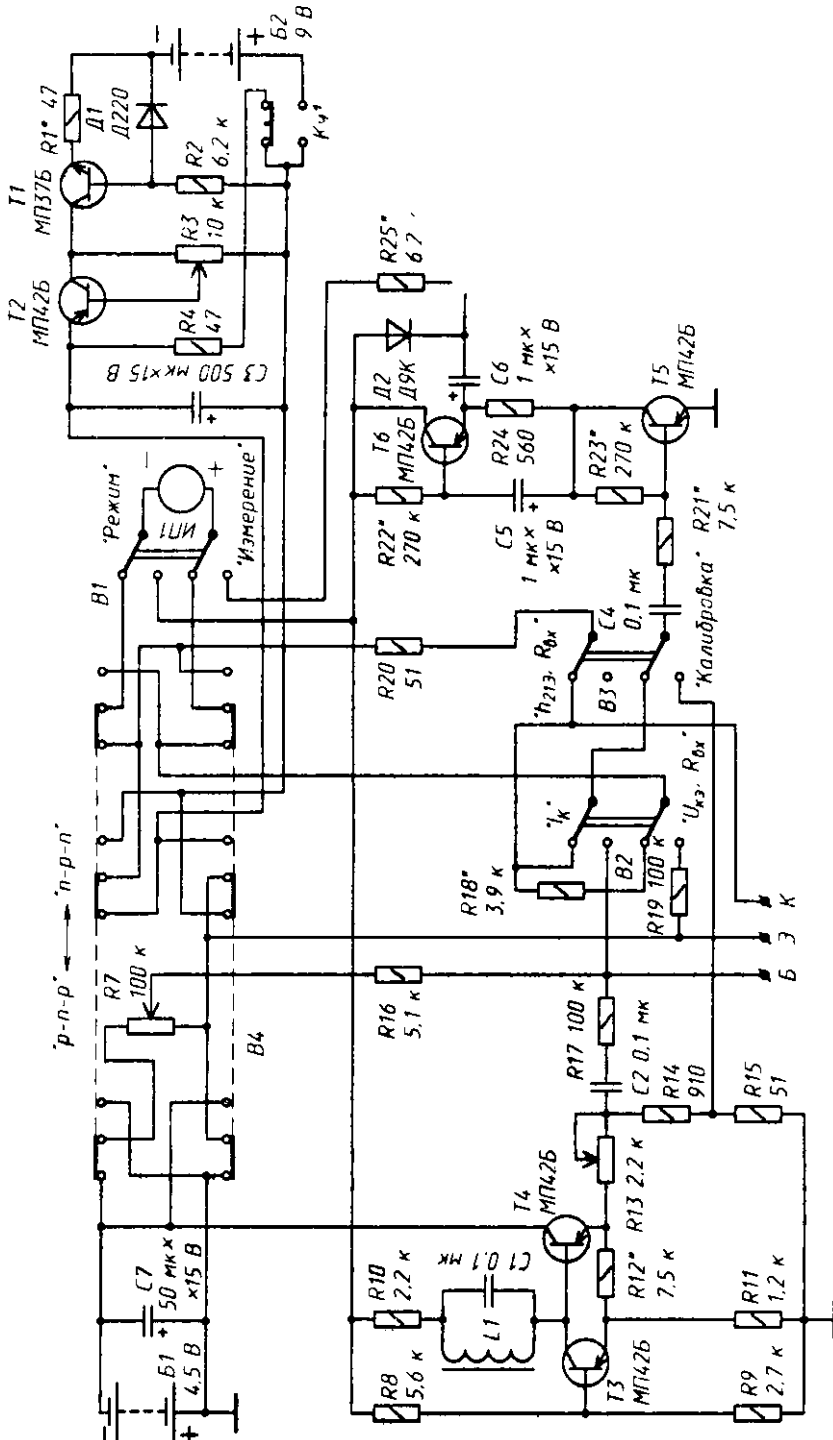 "p-n-p" ⟷ "n-p-n"
Т1
МП37Б
R1* 47
Д1
Д220
R2
6,2 к
Б2
9 В
Кн1
Т2
МП42Б
R3
10 к
R4
47
С3 500 мк×15 В
"Режим"
В1
ИП1
"Измерение"
R7
100 к
В4
С7
50 мк×
×15 В
Б1
4,5 В
R25*
Д2
Д9К
С6
1 мк×
×15 В
Т6
МП42Б
R24
560
Т5
МП42Б
R22*
270 к
С5
1 мк×
×15 В
R23*
270 к
R21*
7,5 к
R20
51
С4
0,1 мк
"h21Э, Rвх"
В3
"Калибровка"
"Iк"
В2
"Uкэ, Rвх"
R18*
3,9 к
R19 100 к
R16
5,1 к
Б
Э
К
R17 100 к
С2 0,1 мк
R14
910
R15
51
R13 2,2 к
Т4
МП42Б
R12*
7,5 к
С1 0,1 мк
L1
R10
2,2 к
R11
1,2 к
R8
5,6 к
Т3
МП42Б
R9
2,7 к